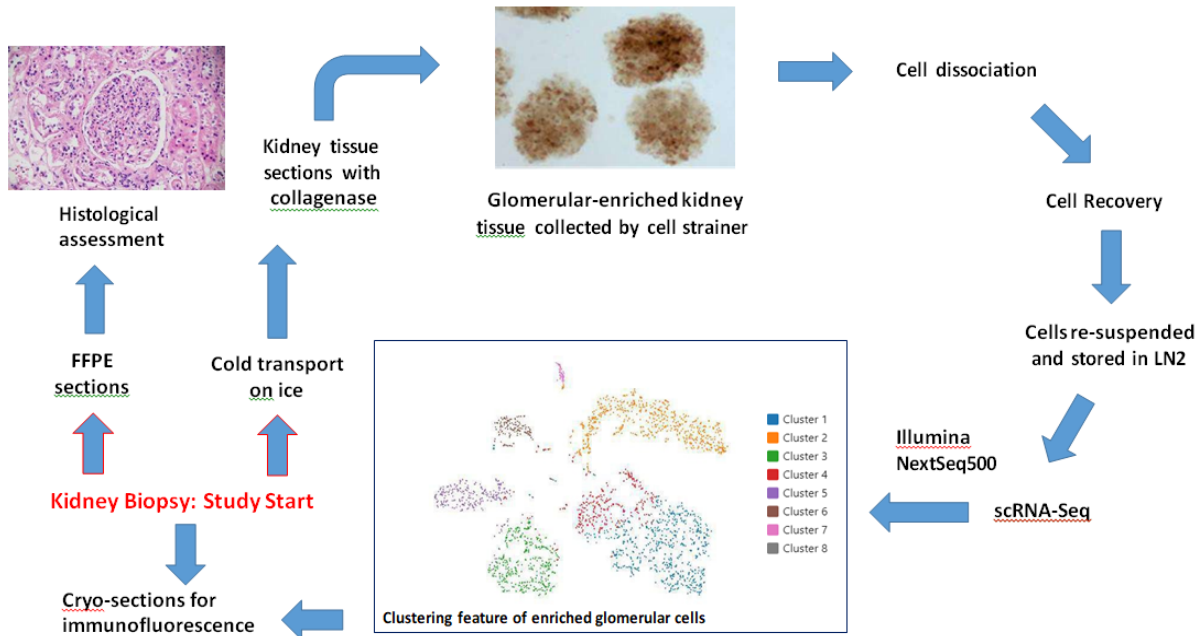 Histological
assessment
FFPE
sections
Kidney Biopsy: Study Start
Cold transport
on ice
Kidney tissue
sections with
collagenase
Glomerular-enriched kidney
tissue collected by cell strainer
Cell dissociation
Cell Recovery
Cells re-suspended
and stored in LN2
Illumina
NextSeq500
scRNA-Seq
Cluster 1
Cluster 2
Cluster 3
Cluster 4
Cluster 5
Cluster 6
Cluster 7
Cluster 8
Clustering feature of enriched glomerular cells
Cryo-sections for
immunofluorescence